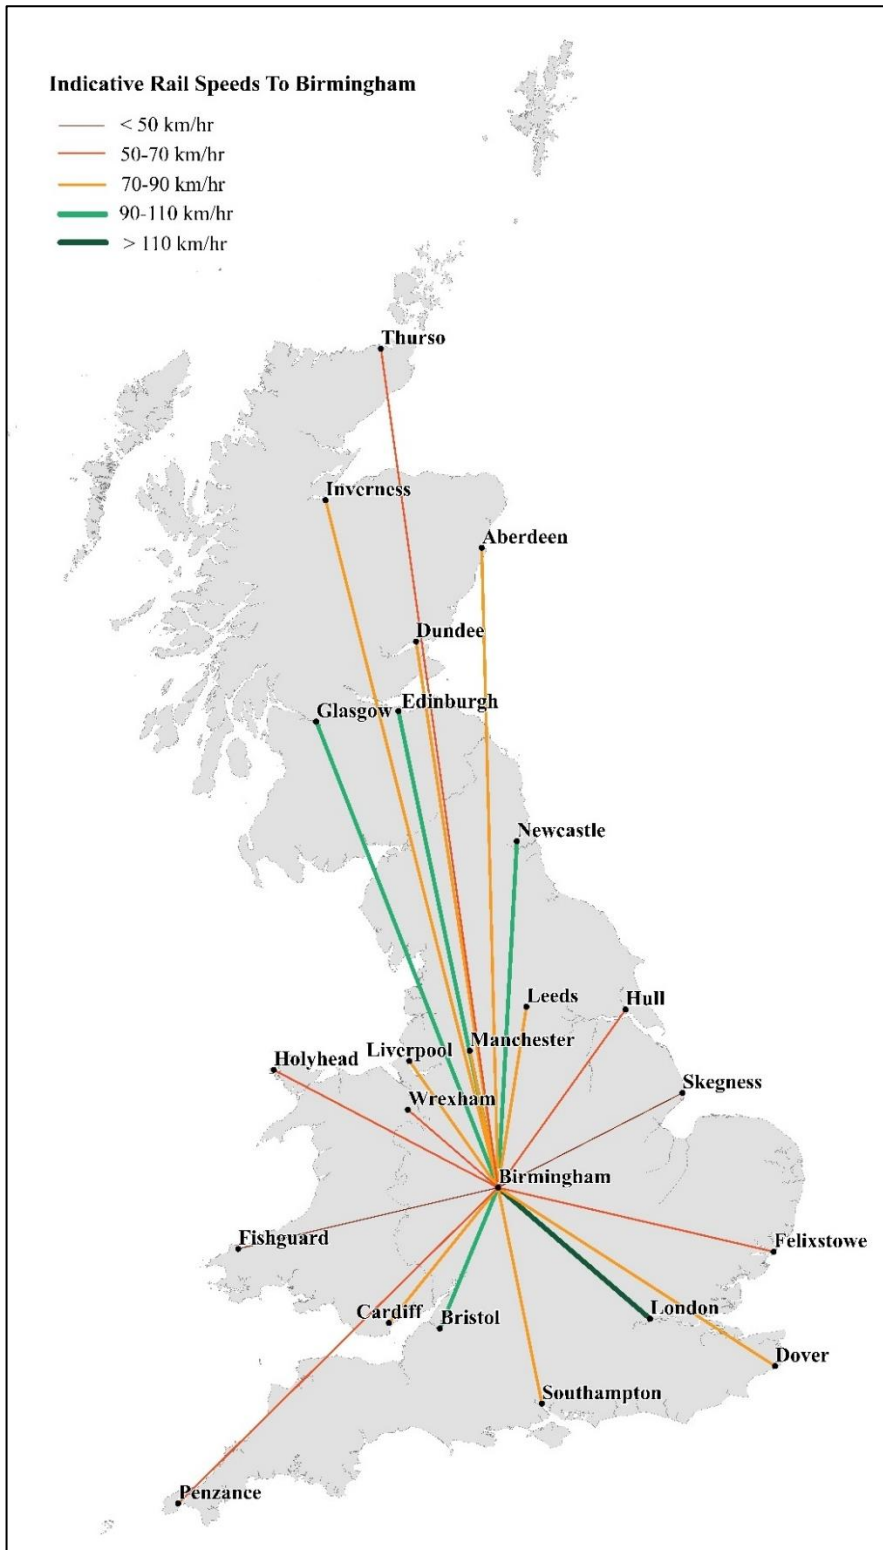 Indicative Rail Speeds To Birmingham
< 50 km/hr
50-70 km/hr
70-90 km/hr
90-110 km/hr
> 110 km/hr
Thurso
Inverness
Aberdeen
Dundee
Edinburgh
Glasgow
Newcastle
Leeds
Hull
Manchester
Liverpool
Holyhead
Skegness
Wrexham
Birmingham
Fishguard
Felixstowe
London
Cardiff
Bristol
Dover
Southampton
Penzance